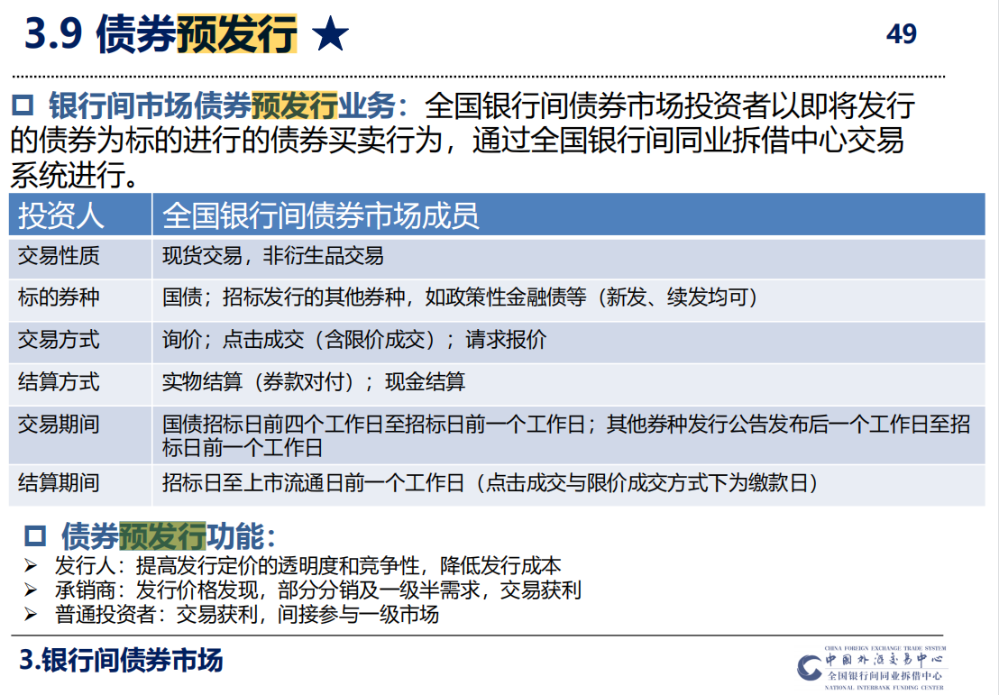 3.9 债券预发行 ★
49
银行间市场债券预发行业务：全国银行间债券市场投资者以即将发行
的债券为标的进行的债券买卖行为，通过全国银行间同业拆借中心交易
系统进行。
投资人 全国银行间债券市场成员
交易性质 现货交易，非衍生品交易
标的券种 国债；招标发行的其他券种，如政策性金融债等（新发、续发均可）
交易方式 询价；点击成交（含限价成交）；请求报价
结算方式 实物结算（券款对付）；现金结算
交易期间 国债招标日前四个工作日至招标日前一个工作日；其他券种发行公告发布后一个工作日至招
标日前一个工作日
结算期间 招标日至上市流通日前一个工作日（点击成交与限价成交方式下为缴款日）
债券预发行功能：
发行人：提高发行定价的透明度和竞争性，降低发行成本
承销商：发行价格发现，部分分销及一级半需求，交易获利
普通投资者：交易获利，间接参与一级市场
3.银行间债券市场
CHINA FOREIGN EXCHANGE TRADE SYSTEM
中国外汇交易中心
全国银行间同业拆借中心
NATIONAL INTERBANK FUNDING CENTER